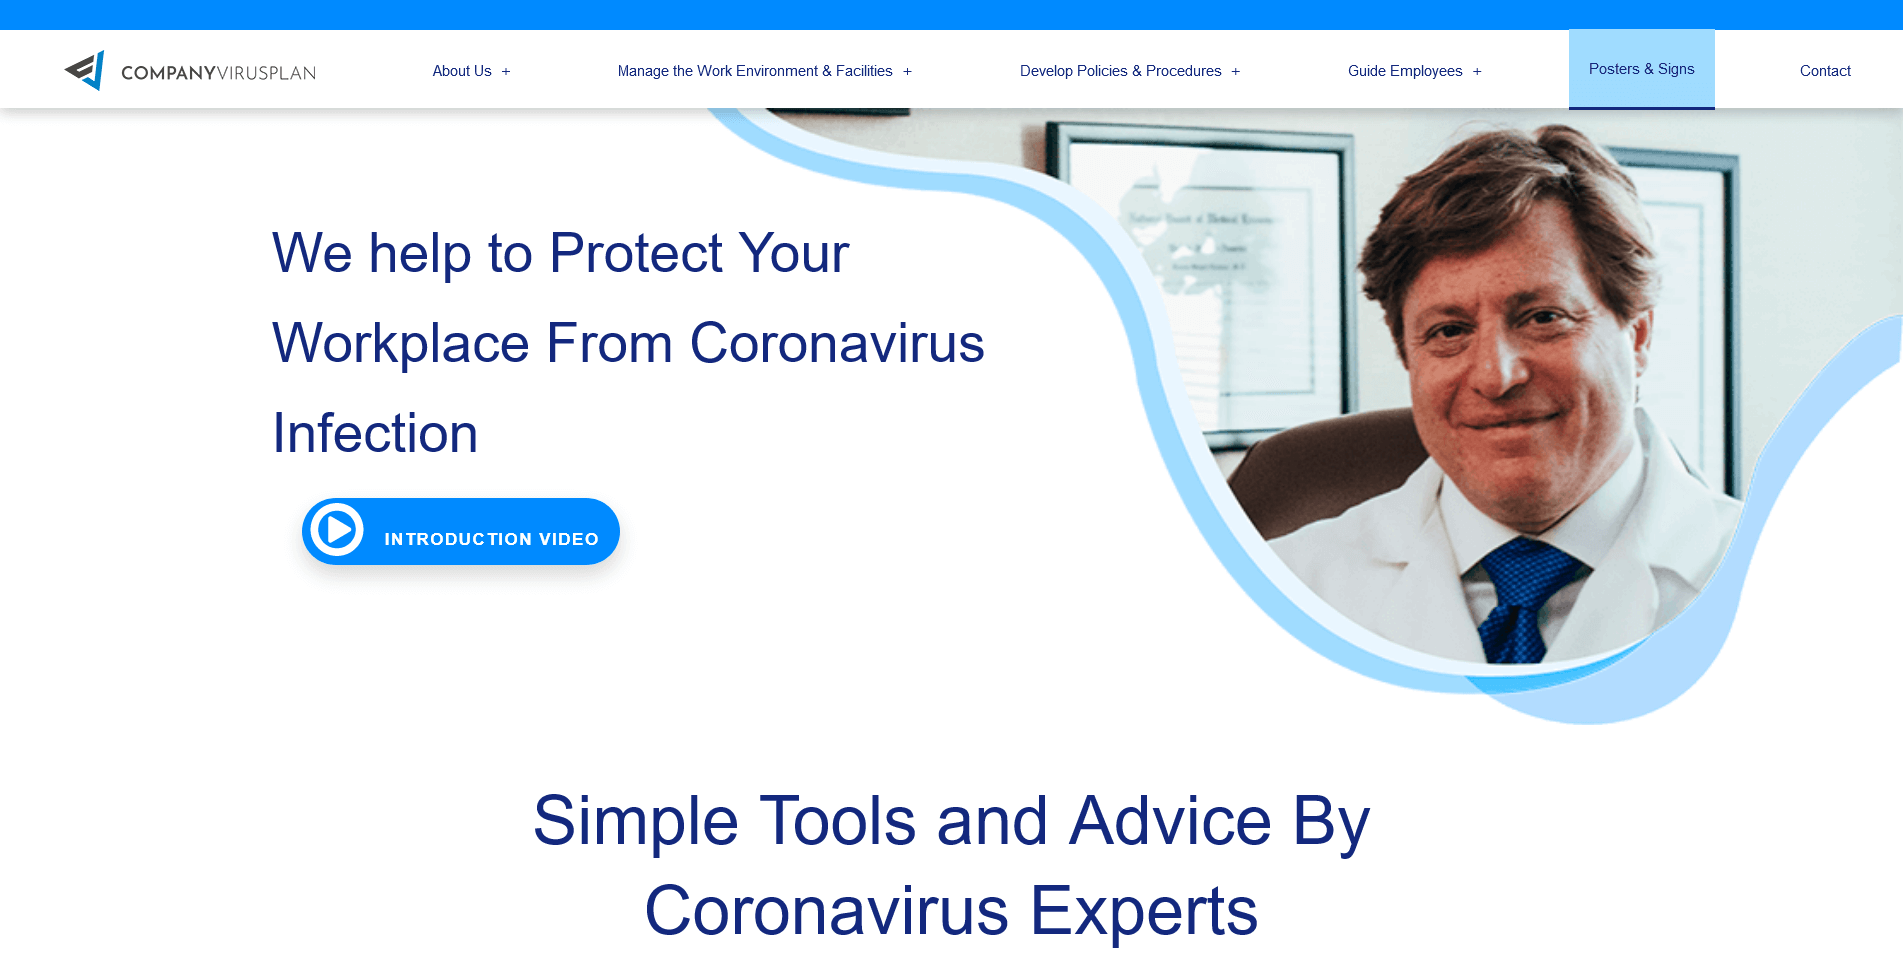 COMPANYVIRUSPLAN
About Us +
Manage the Work Environment & Facilities +
Develop Policies & Procedures +
Guide Employees +
Posters & Signs
Contact
We help to Protect Your
Workplace From Coronavirus
Infection
INTRODUCTION VIDEO
Simple Tools and Advice By
Coronavirus Experts